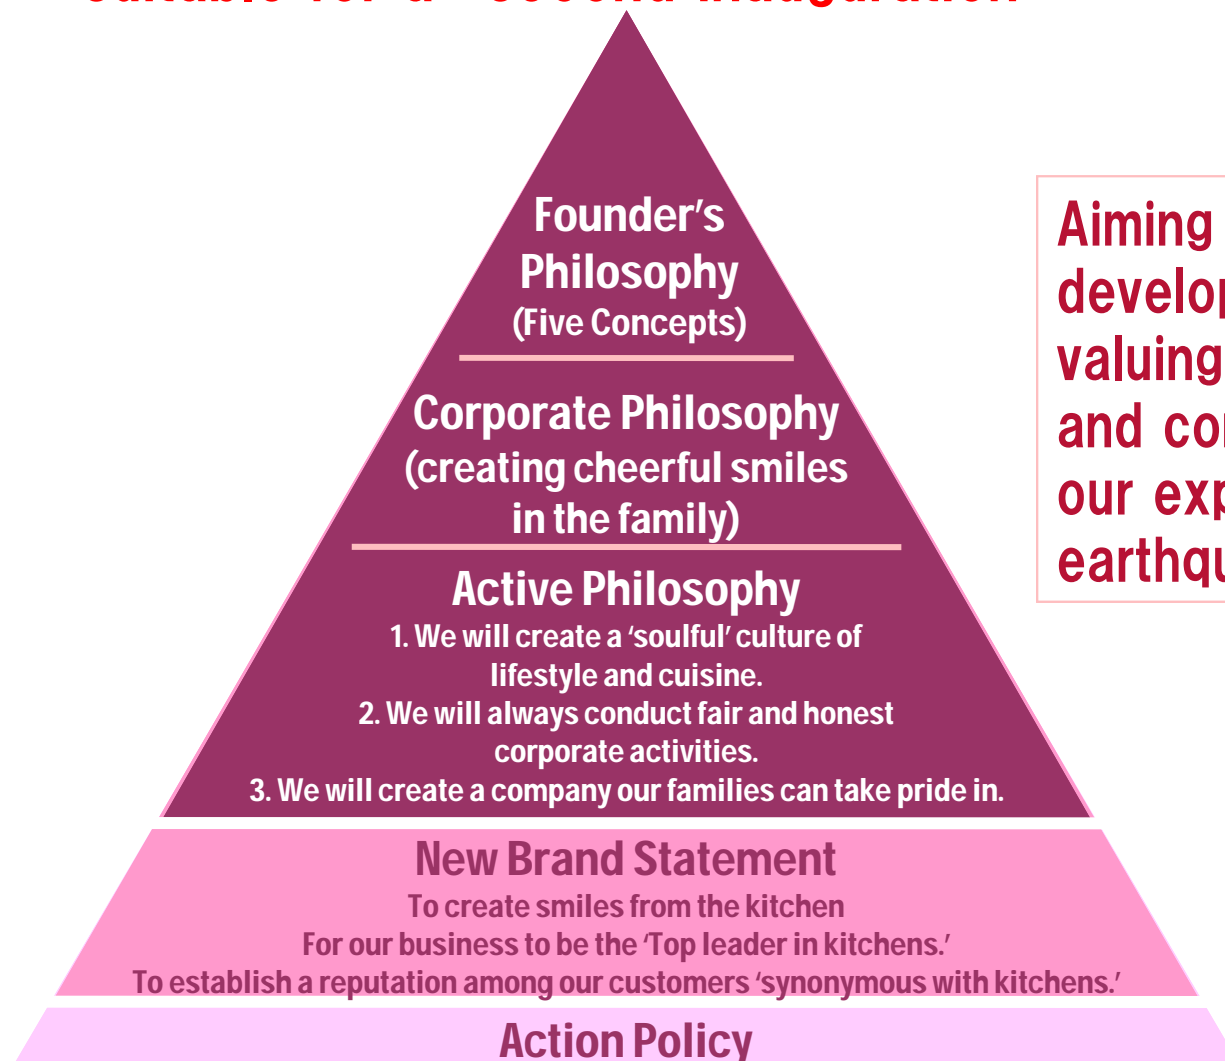 suitable for a "second inauguration"
Founder's
Philosophy
(Five Concepts)
Corporate Philosophy
(creating cheerful smiles
in the family)
Active Philosophy
1. We will create a 'soulful' culture of
lifestyle and cuisine.
2. We will always conduct fair and honest
corporate activities.
3. We will create a company our families can take pride in.
New Brand Statement
To create smiles from the kitchen
For our business to be the 'Top leader in kitchens.'
To establish a reputation among our customers 'synonymous with kitchens.'
Action Policy
Aiming
valuing
and
our